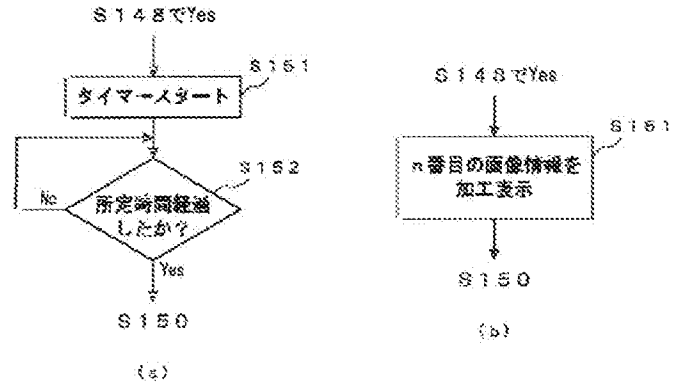 S148でYes
S151
タイマースタート
S152
No
所定時間経過
したか?
Yes
S150
(a)
S148でYes
S161
n番目の画像情報を
加工表示
S150
(b)